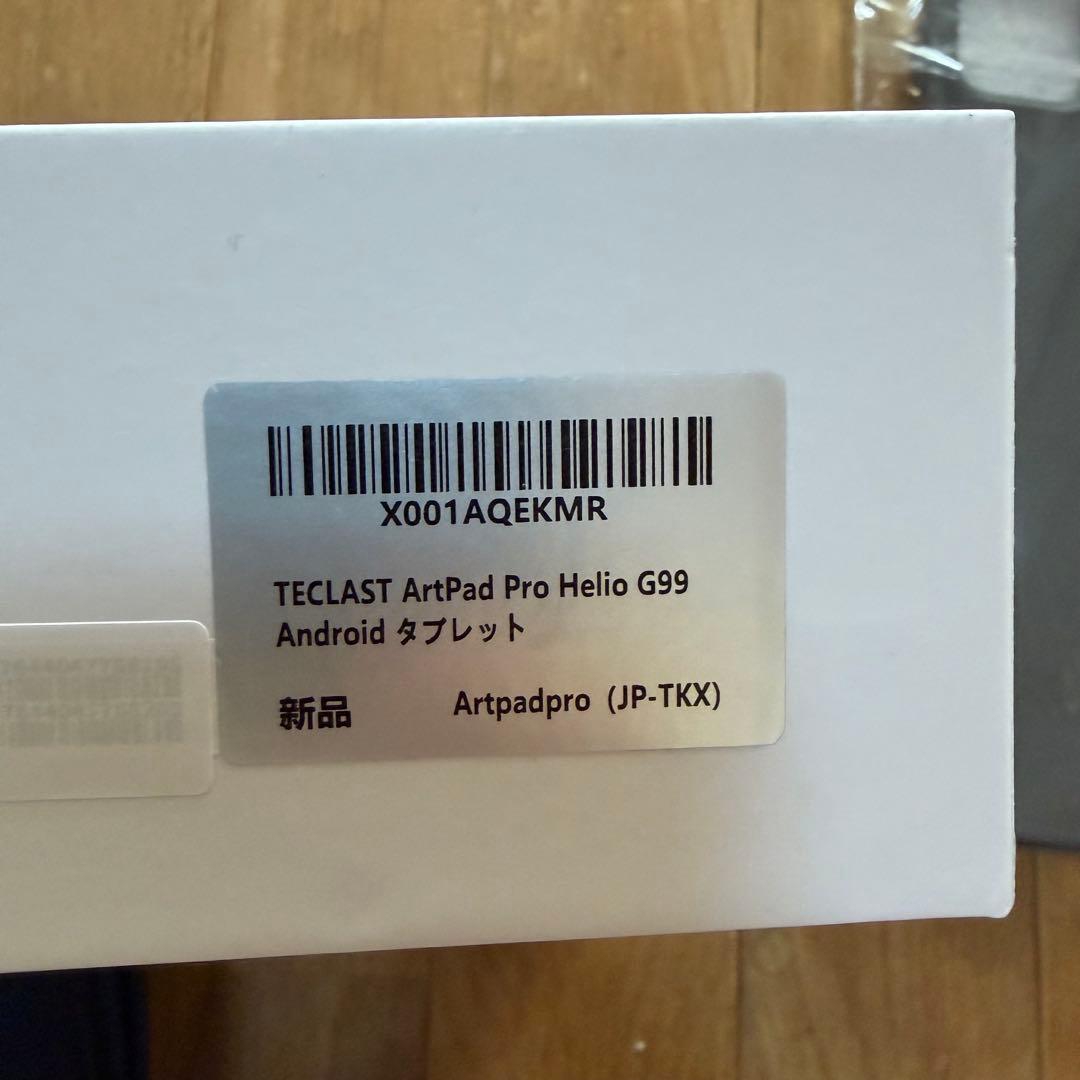 X001AQEKMR
TECLAST ArtPad Pro Helio G99
Android タブレット
新品 Artpadpro (JP-TKX)